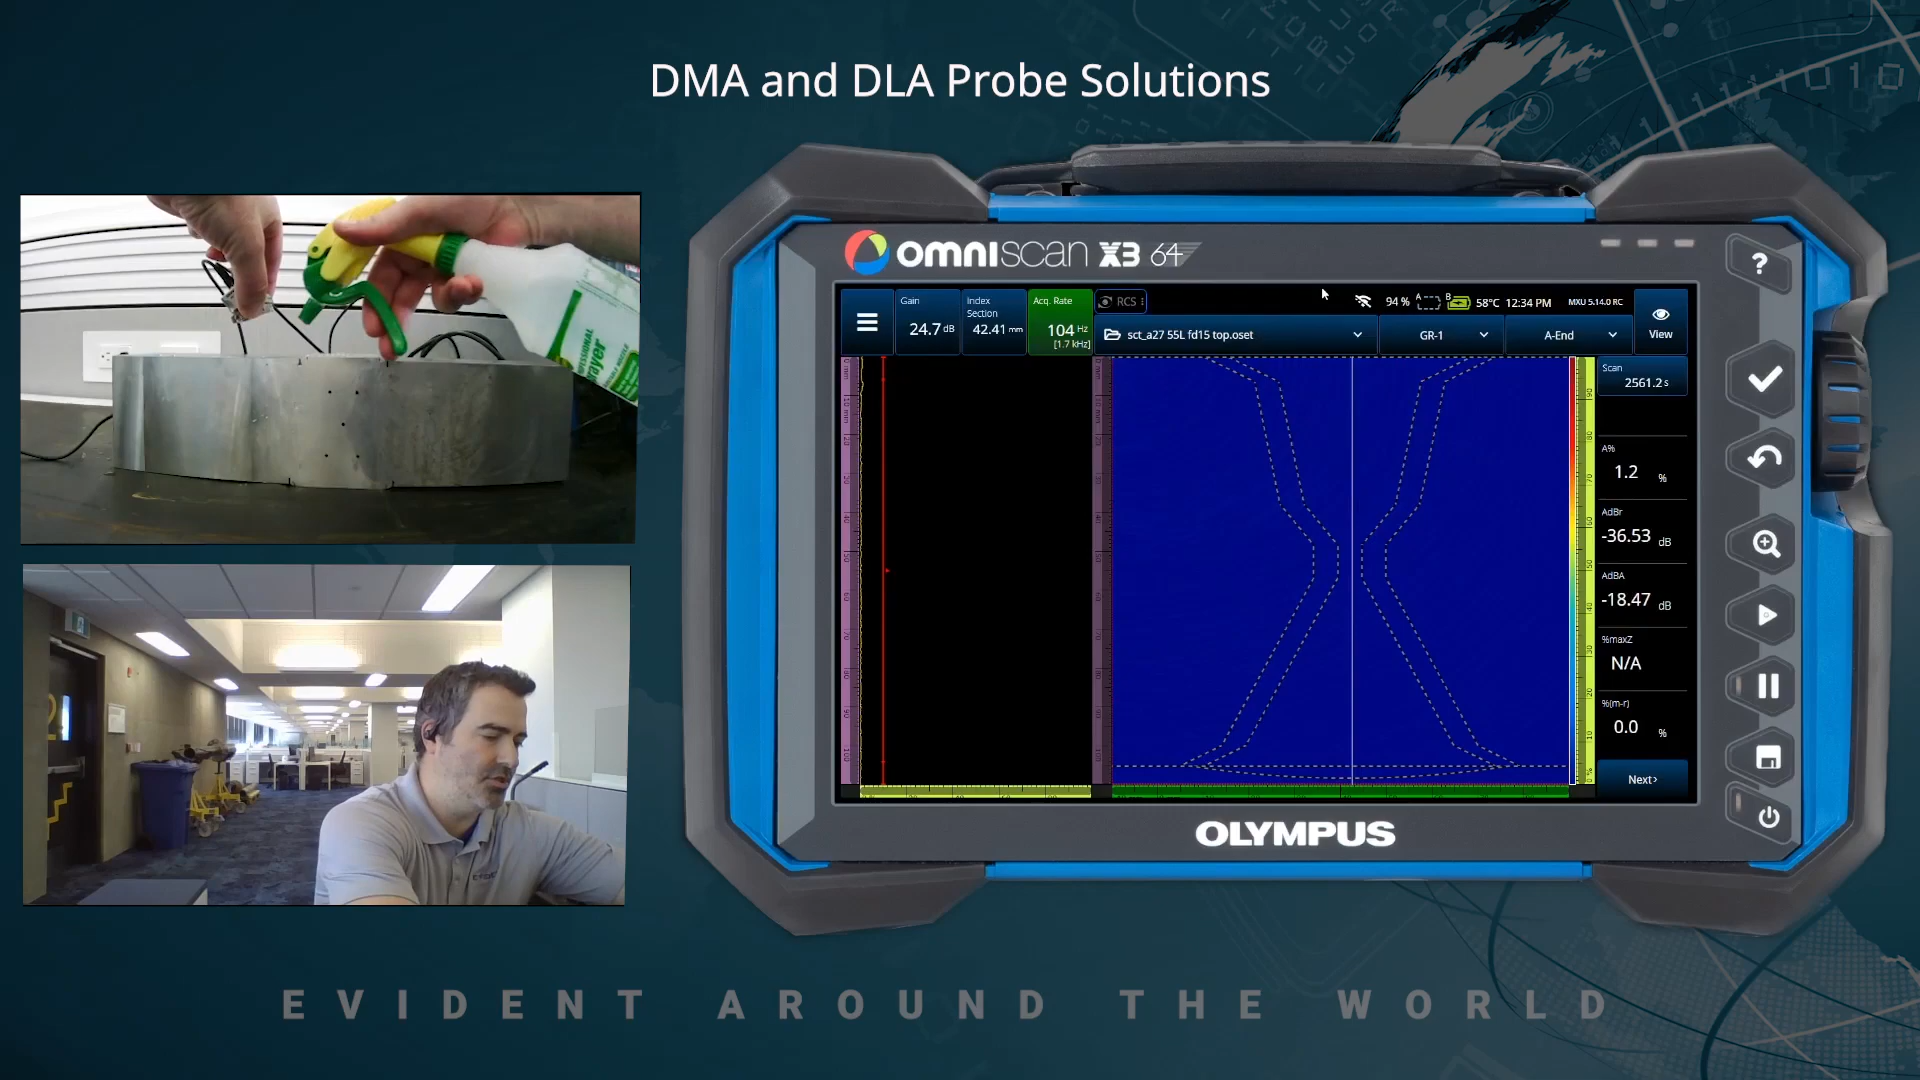 DMA and DLA Probe Solutions
OMNISCAN X3 64
Gain
24.7 dB
Index
Section
42.41 mm
Acq. Rate
104 Hz
[1.7 kHz]
RCS
94 %
A
B
58°C
12:34 PM
MXU 5.14.0 RC
sct_a27 55L fd15 top.oset
GR-1
A-End
View
Scan
2561.2 s
A%
1.2 %
AdBr
-36.53 dB
AdBA
-18.47 dB
%maxZ
N/A
%(m-r)
0.0 %
Next>
OLYMPUS
EVIDENT AROUND THE WORLD